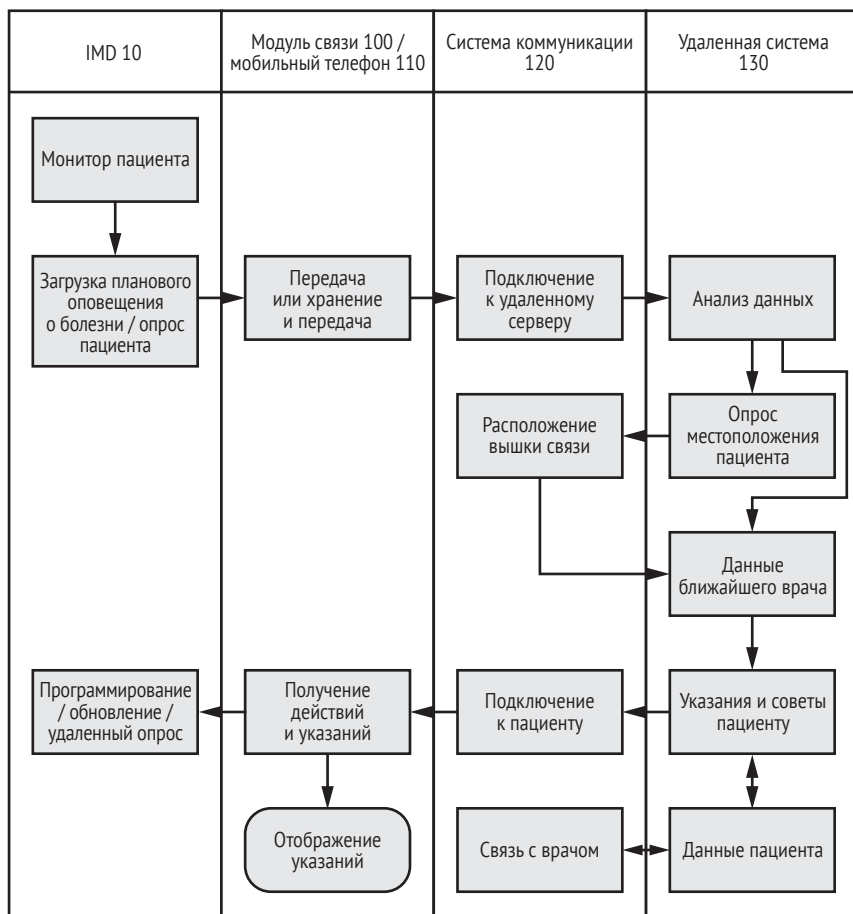 IMD 10
Модуль связи 100 /
мобильный телефон 110
Система коммуникации
120
Удаленная система
130
Монитор пациента
Загрузка планового
оповещения
о болезни / опрос
пациента
Передача
или хранение
и передача
Подключение
к удаленному
серверу
Анализ данных
Расположение
вышки связи
Опрос
местоположения
пациента
Данные
ближайшего врача
Программирование
/ обновление /
удаленный опрос
Получение
действий
и указаний
Подключение
к пациенту
Указания и советы
пациенту
Отображение
указаний
Связь с врачом
Данные пациента